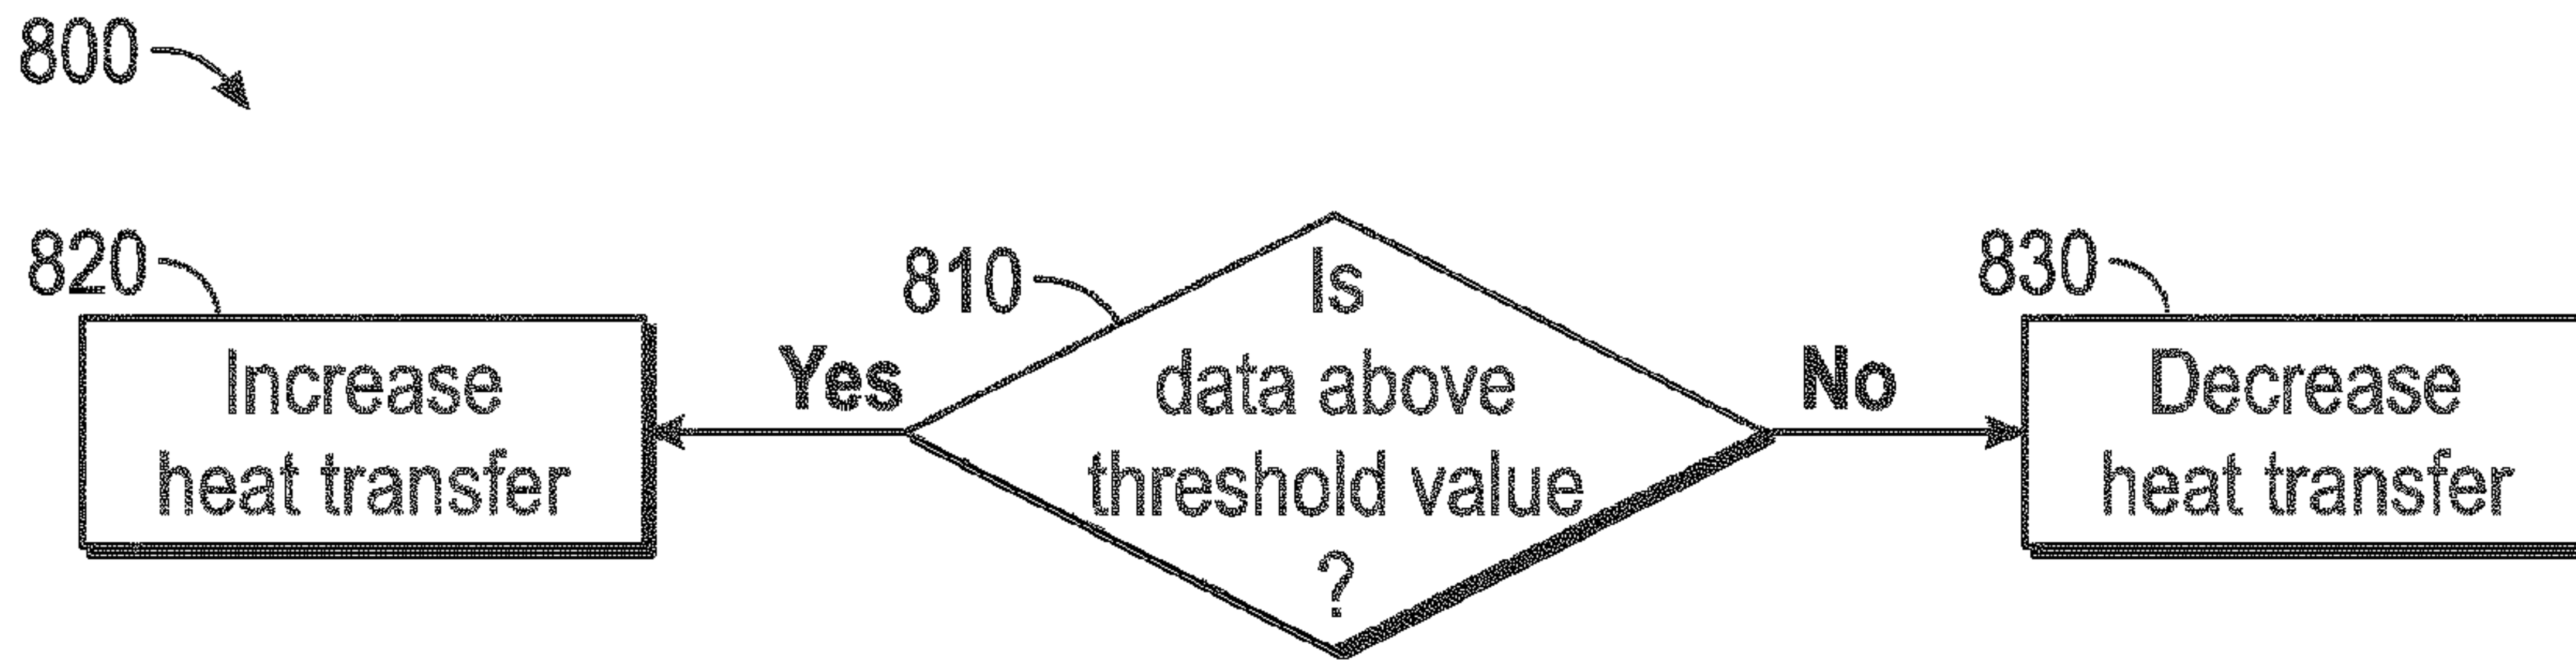 800
820
Increase
heat transfer
Yes
810
Is
data above
threshold value
?
No
830
Decrease
heat transfer